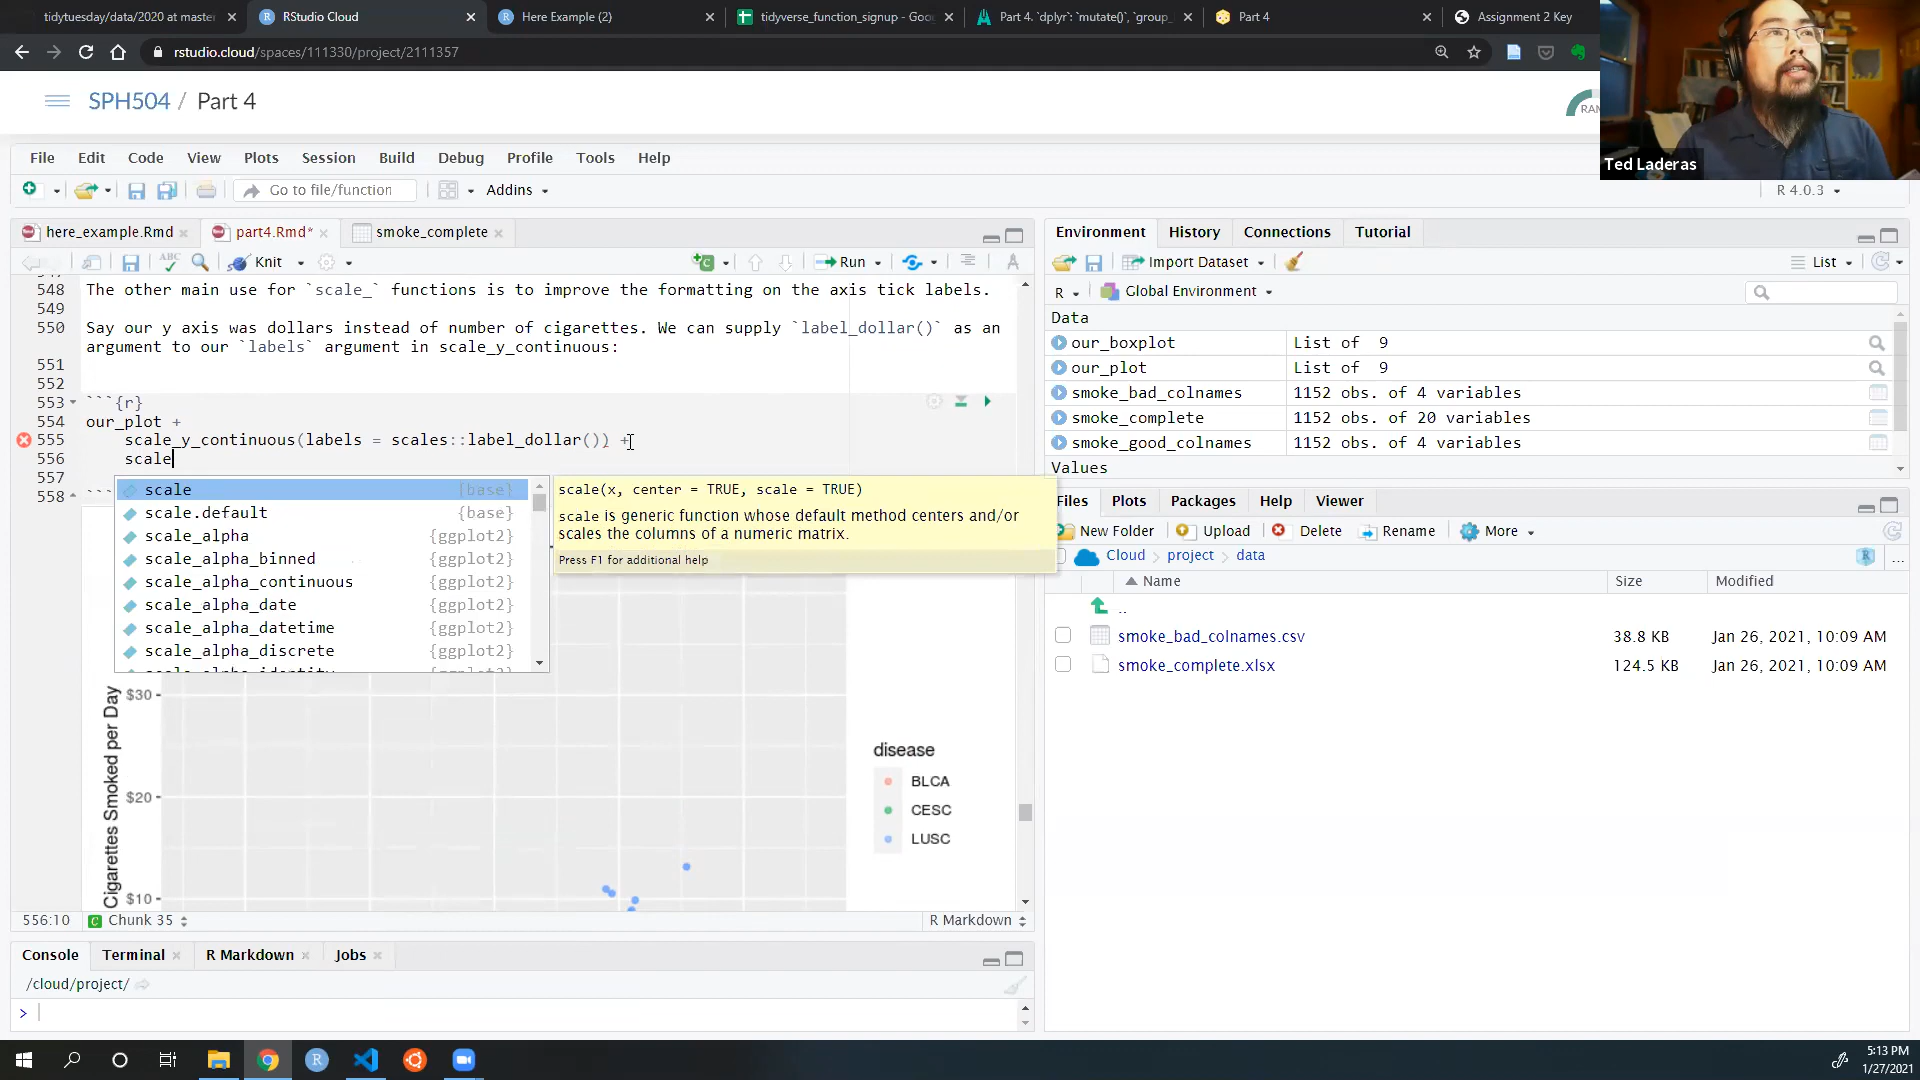 tidytuesday/data/2020 at master
RStudio Cloud
Here Example (2)
tidyverse_function_signup - Goo
Part 4. `dplyr`: `mutate()`, `group_
Part 4
Assignment 2 Key
rstudio.cloud/spaces/111330/project/2111357
SPH504 / Part 4
RAM
Ted Laderas
File Edit Code View Plots Session Build Debug Profile Tools Help
Go to file/function
Addins
R 4.0.3
here_example.Rmd
part4.Rmd*
smoke_complete
ABC
Knit
Run
548 The other main use for `scale_` functions is to improve the formatting on the axis tick labels.
549
550 Say our y axis was dollars instead of number of cigarettes. We can supply `label_dollar()` as an
argument to our `labels` argument in scale_y_continuous:
551
552
553 ```{r}
554 our_plot +
555 scale_y_continuous(labels = scales::label_dollar()) +
556 scale
557
558 ```
scale {base}
scale.default {base}
scale_alpha {ggplot2}
scale_alpha_binned {ggplot2}
scale_alpha_continuous {ggplot2}
scale_alpha_date {ggplot2}
scale_alpha_datetime {ggplot2}
scale_alpha_discrete {ggplot2}
scale(x, center = TRUE, scale = TRUE)
scale is generic function whose default method centers and/or
scales the columns of a numeric matrix.
Press F1 for additional help
Cigarettes Smoked per Day
$30
$20
$10
disease
BLCA
CESC
LUSC
556:10
Chunk 35
R Markdown
Console
Terminal
R Markdown
Jobs
/cloud/project/
>
Environment History Connections Tutorial
Import Dataset
List
R
Global Environment
Data
our_boxplot List of 9
our_plot List of 9
smoke_bad_colnames 1152 obs. of 4 variables
smoke_complete 1152 obs. of 20 variables
smoke_good_colnames 1152 obs. of 4 variables
Values
Files Plots Packages Help Viewer
New Folder Upload Delete Rename More
Cloud project data
...
Name Size Modified
..
smoke_bad_colnames.csv 38.8 KB Jan 26, 2021, 10:09 AM
smoke_complete.xlsx 124.5 KB Jan 26, 2021, 10:09 AM
5:13 PM
1/27/2021